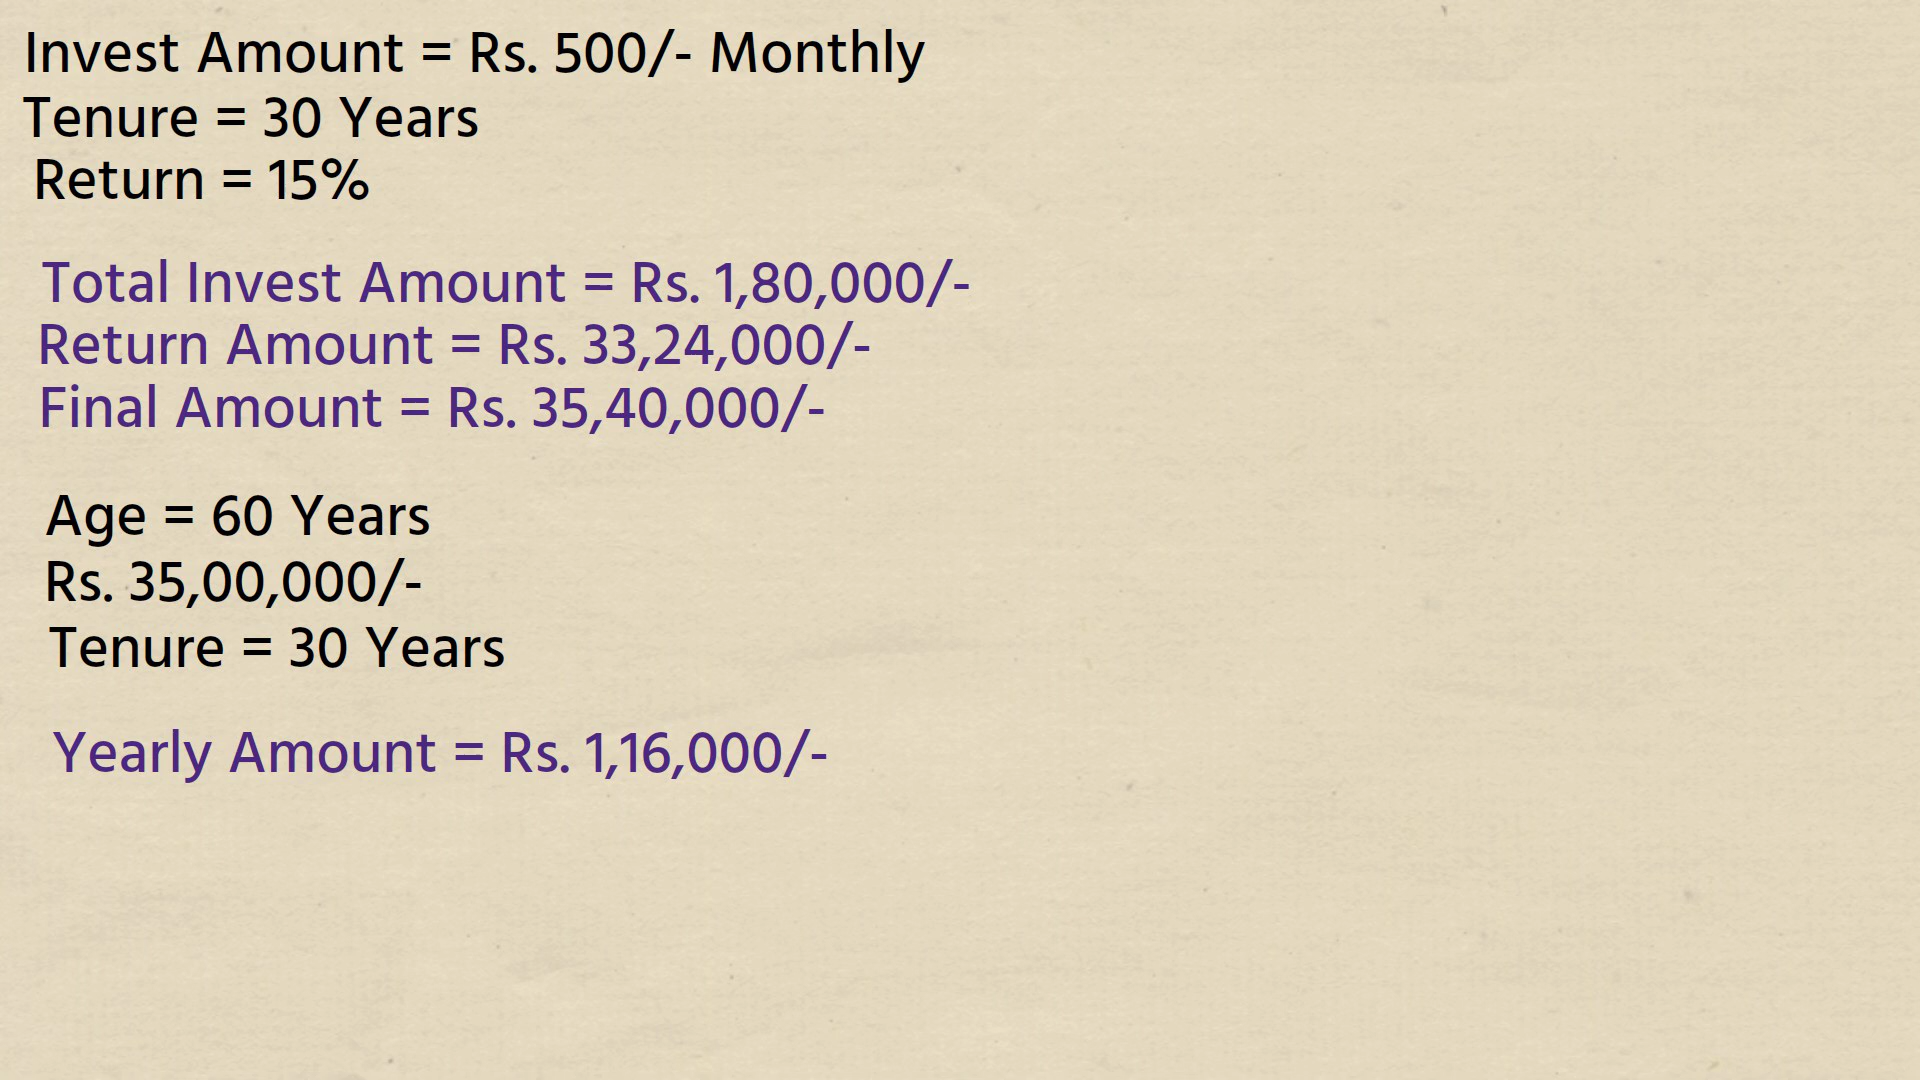 Invest Amount = Rs. 500/- Monthly
Tenure = 30 Years
Return = 15%
Total Invest Amount = Rs. 1,80,000/-
Return Amount = Rs. 33,24,000/-
Final Amount = Rs. 35,40,000/-
Age = 60 Years
Rs. 35,00,000/-
Tenure = 30 Years
Yearly Amount = Rs. 1,16,000/-